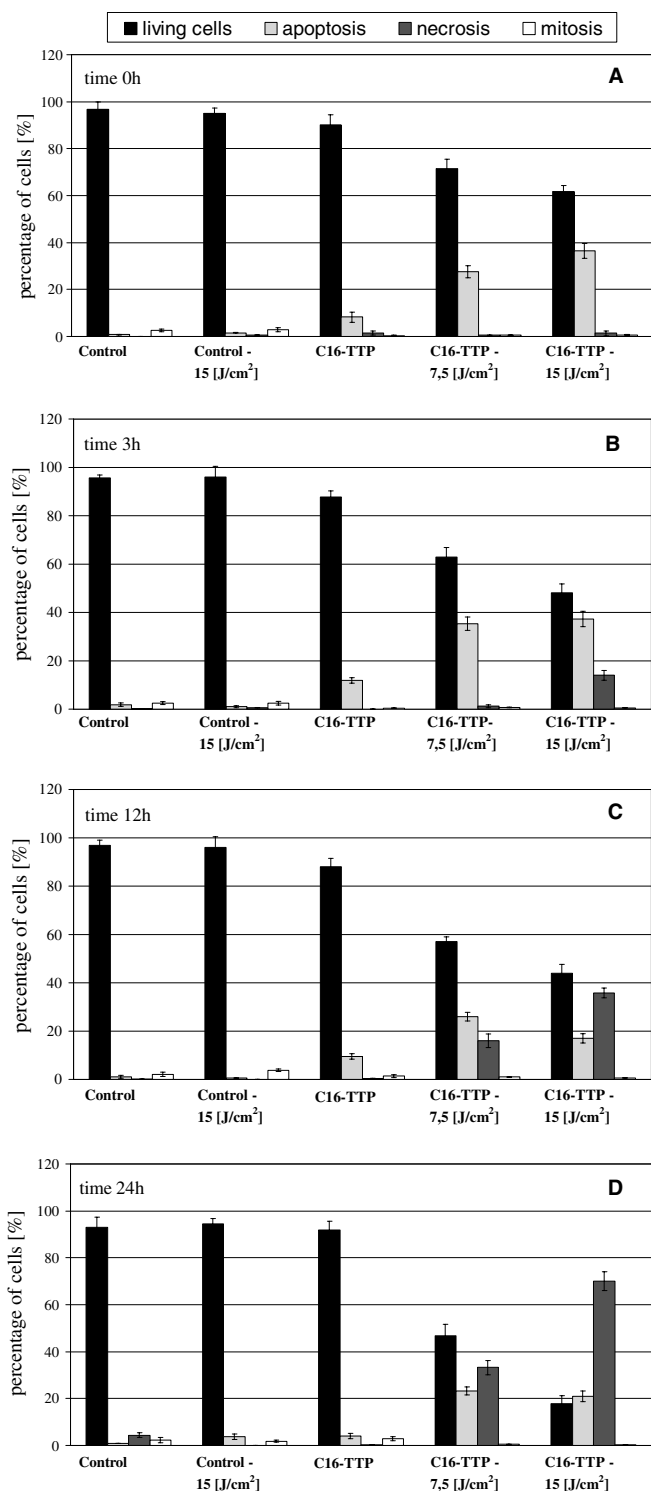 living cells apoptosis necrosis mitosis
time 0h
A
percentage of cells [%]
120
100
80
60
40
20
0
Control
Control -
15 [J/cm²]
C16-TTP
C16-TTP -
7,5 [J/cm²]
C16-TTP -
15 [J/cm²]
time 3h
B
percentage of cells [%]
120
100
80
60
40
20
0
Control
Control -
15 [J/cm²]
C16-TTP
C16-TTP-
7,5 [J/cm²]
C16-TTP -
15 [J/cm²]
time 12h
C
percentage of cells [%]
120
100
80
60
40
20
0
Control
Control -
15 [J/cm²]
C16-TTP
C16-TTP -
7,5 [J/cm²]
C16-TTP -
15 [J/cm²]
time 24h
D
percentage of cells [%]
120
100
80
60
40
20
0
Control
Control -
15 [J/cm²]
C16-TTP
C16-TTP -
7,5 [J/cm²]
C16-TTP -
15 [J/cm²]